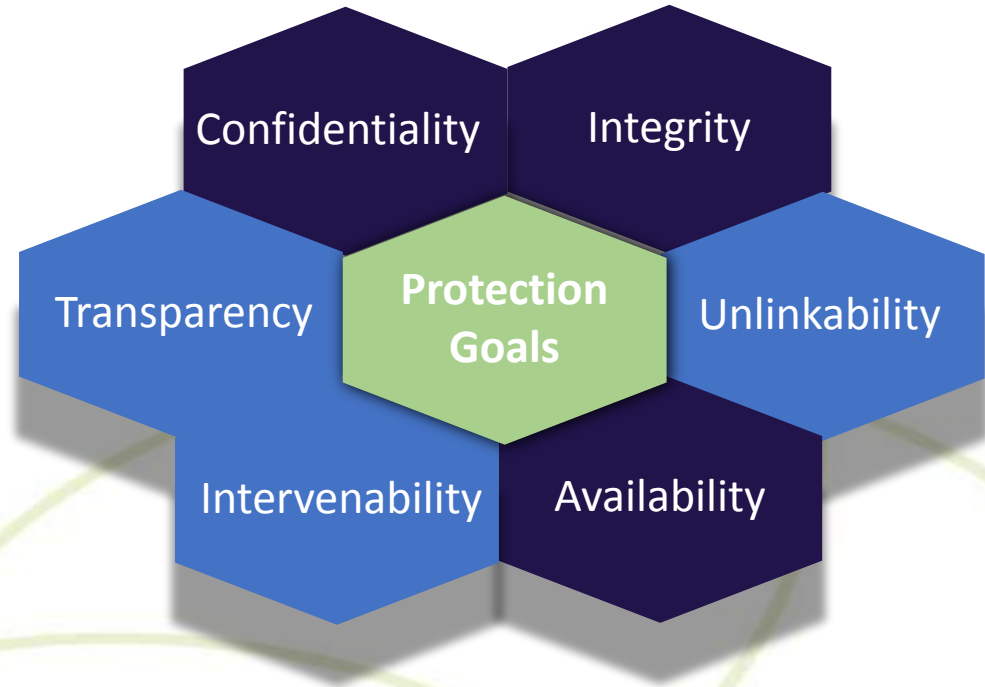 Confidentiality
Integrity
Transparency
Protection
Goals
Unlinkability
Intervenability
Availability